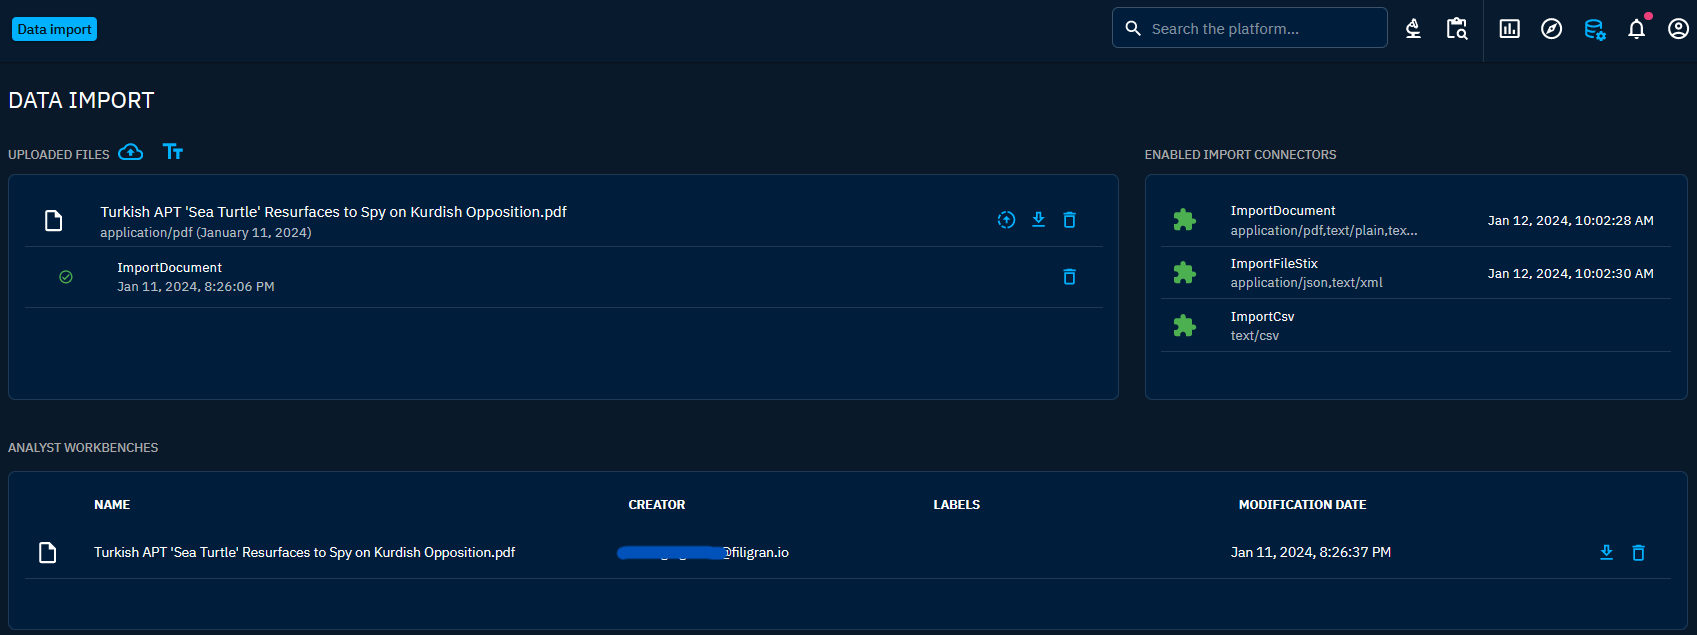 Data import
Search the platform...
DATA IMPORT
UPLOADED FILES
Turkish APT 'Sea Turtle' Resurfaces to Spy on Kurdish Opposition.pdf
application/pdf (January 11, 2024)
ImportDocument
Jan 11, 2024, 8:26:06 PM
ENABLED IMPORT CONNECTORS
ImportDocument
application/pdf,text/plain,tex...
Jan 12, 2024, 10:02:28 AM
ImportFileStix
application/json,text/xml
Jan 12, 2024, 10:02:30 AM
ImportCsv
text/csv
ANALYST WORKBENCHES
NAME CREATOR LABELS MODIFICATION DATE
Turkish APT 'Sea Turtle' Resurfaces to Spy on Kurdish Opposition.pdf @filigran.io Jan 11, 2024, 8:26:37 PM